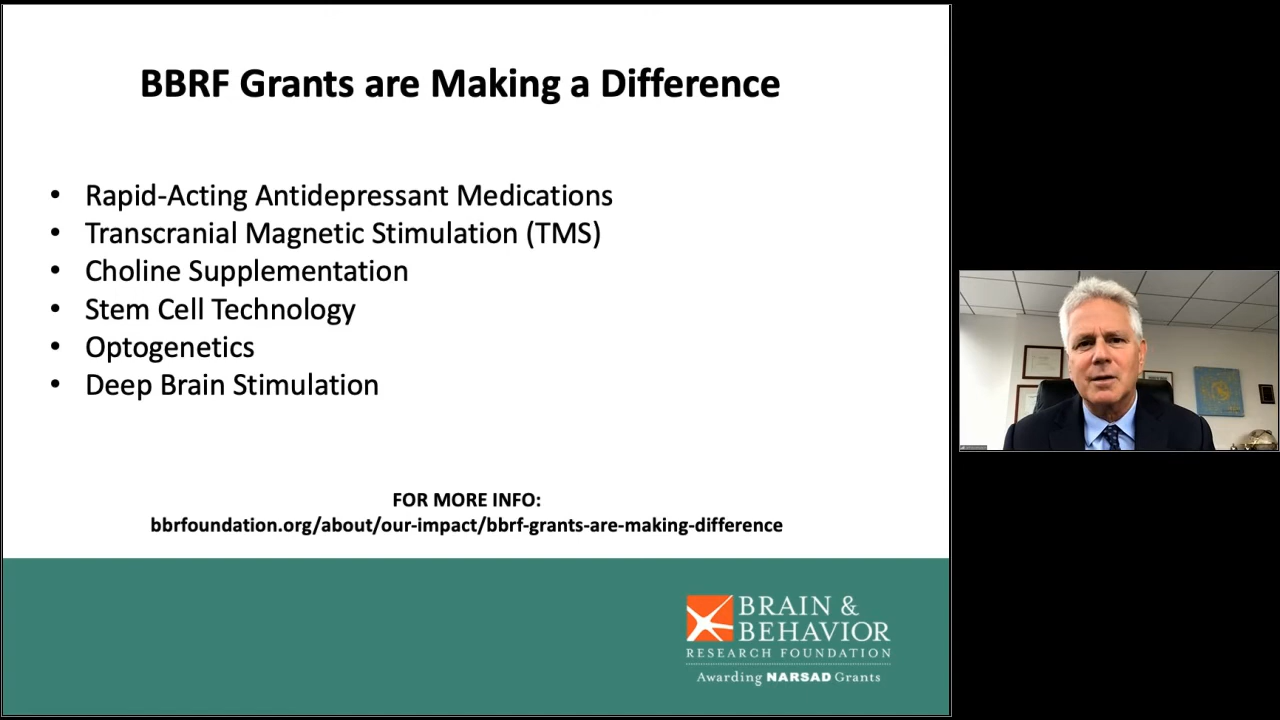 BBRF Grants are Making a Difference
• Rapid-Acting Antidepressant Medications
• Transcranial Magnetic Stimulation (TMS)
• Choline Supplementation
• Stem Cell Technology
• Optogenetics
• Deep Brain Stimulation
FOR MORE INFO:
bbrfoundation.org/about/our-impact/bbrf-grants-are-making-difference
BRAIN &
BEHAVIOR
RESEARCH FOUNDATION
Awarding NARSAD Grants